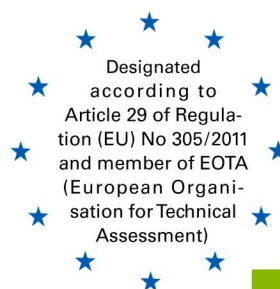 Designated
according to
Article 29 of Regula-
tion (EU) No 305/2011
and member of EOTA
(European Organi-
sation for Technical
Assessment)